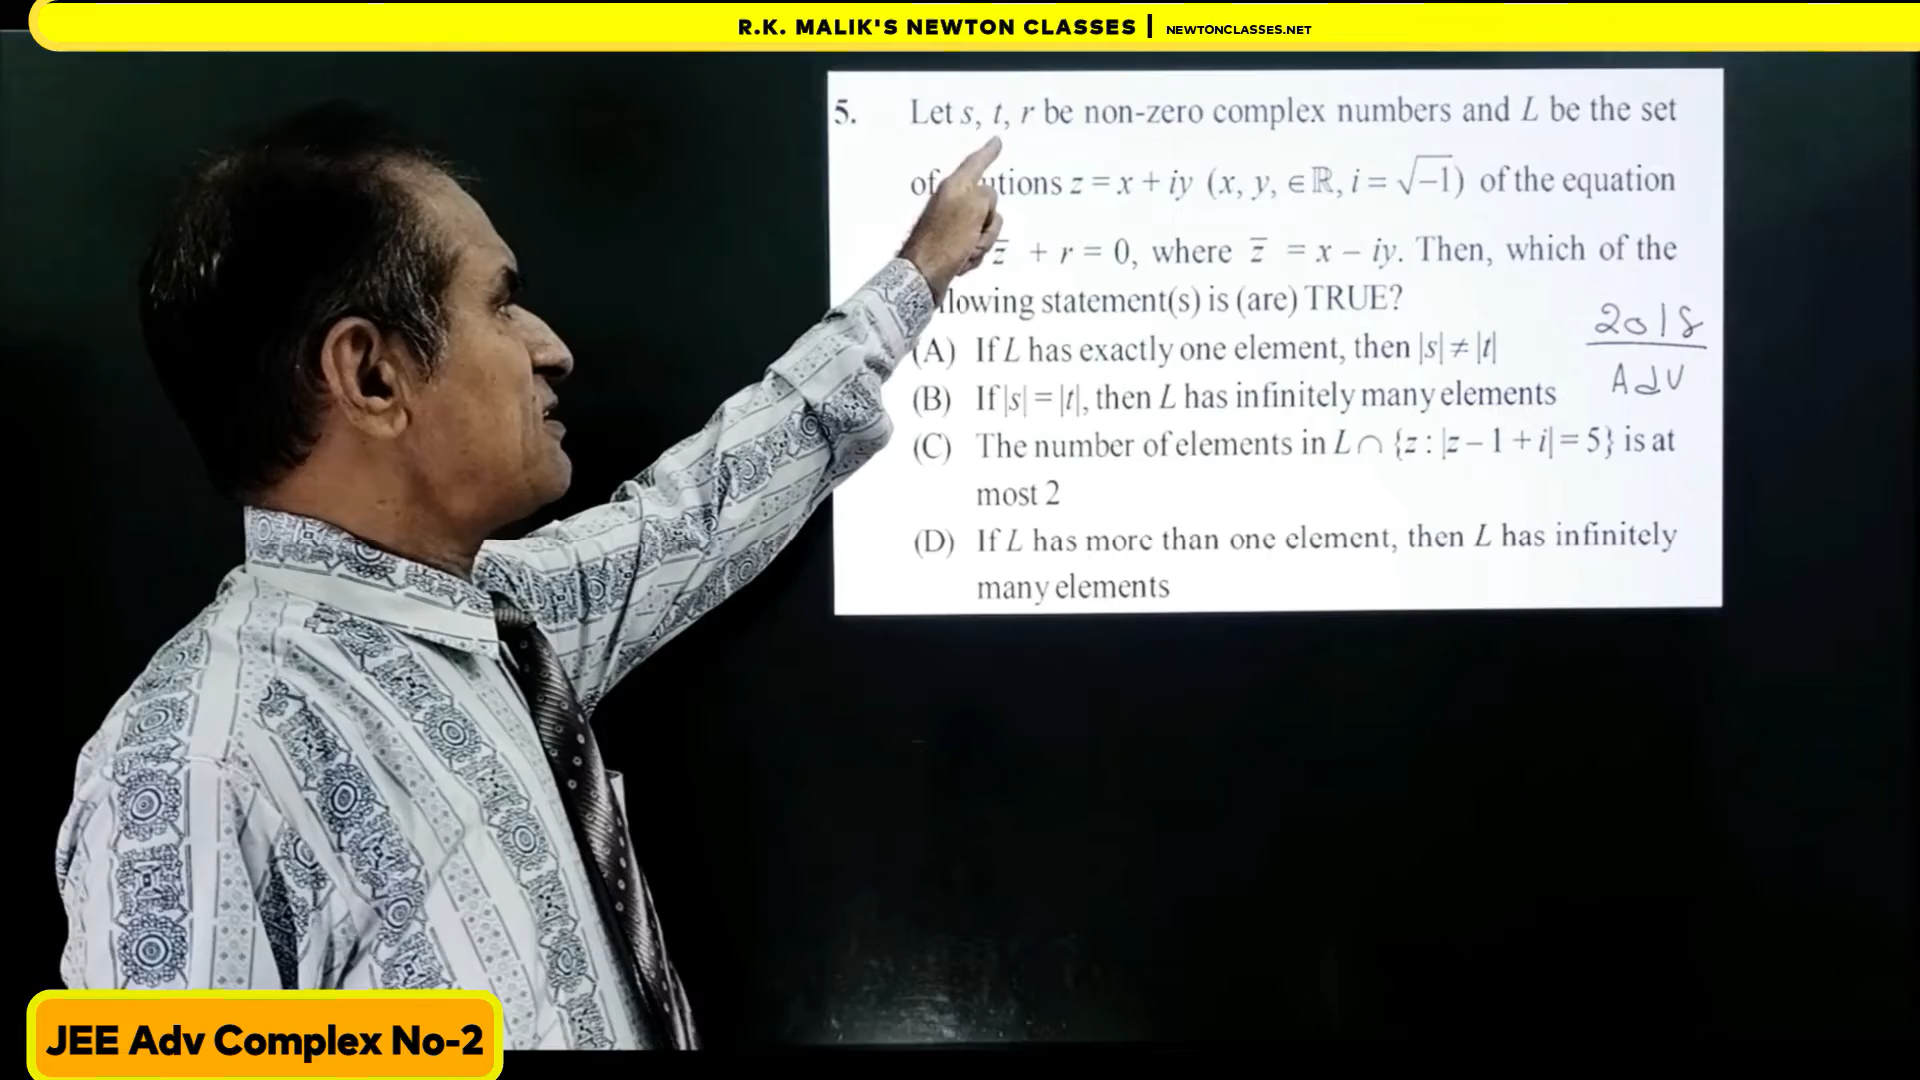 R.K. MALIK'S NEWTON CLASSES | NEWTONCLASSES.NET
5. Let s, t, r be non-zero complex numbers and L be the set
of tions z = x + iy (x, y, ∈ℝ, i = √−1) of the equation
z̅ + r = 0, where z̅ = x − iy. Then, which of the
lowing statement(s) is (are) TRUE?
(A) If L has exactly one element, then |s| ≠ |t|
(B) If |s| = |t|, then L has infinitely many elements
(C) The number of elements in L ∩ {z : |z − 1 + i| = 5} is at
most 2
(D) If L has more than one element, then L has infinitely
many elements
2018
Adv
JEE Adv Complex No-2